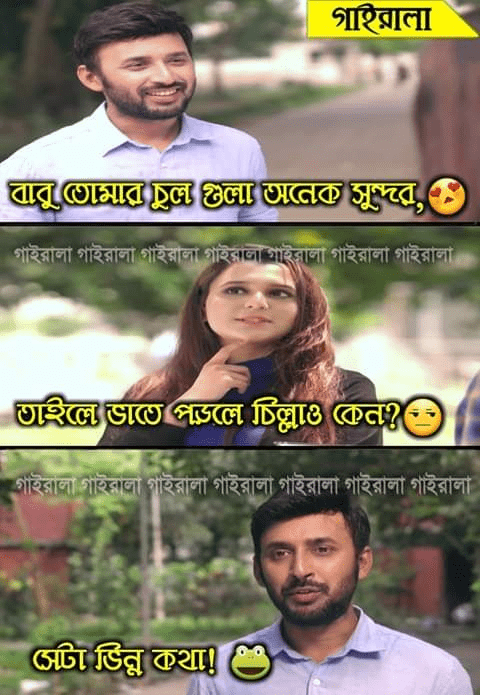 গাইরালা
বাবু তোমার চুল গুলা অনেক সুন্দর,😍
গাইরালা গাইরালা গাইরালা গাইরালা গাইরালা গাইরালা গাইরালা
তাইলে ভাতে পড়লে চিল্লাও কেন?😒
গাইরালা গাইরালা গাইরালা গাইরালা গাইরালা গাইরালা গাইরালা
সেটা ভিন্ন কথা! 🐸